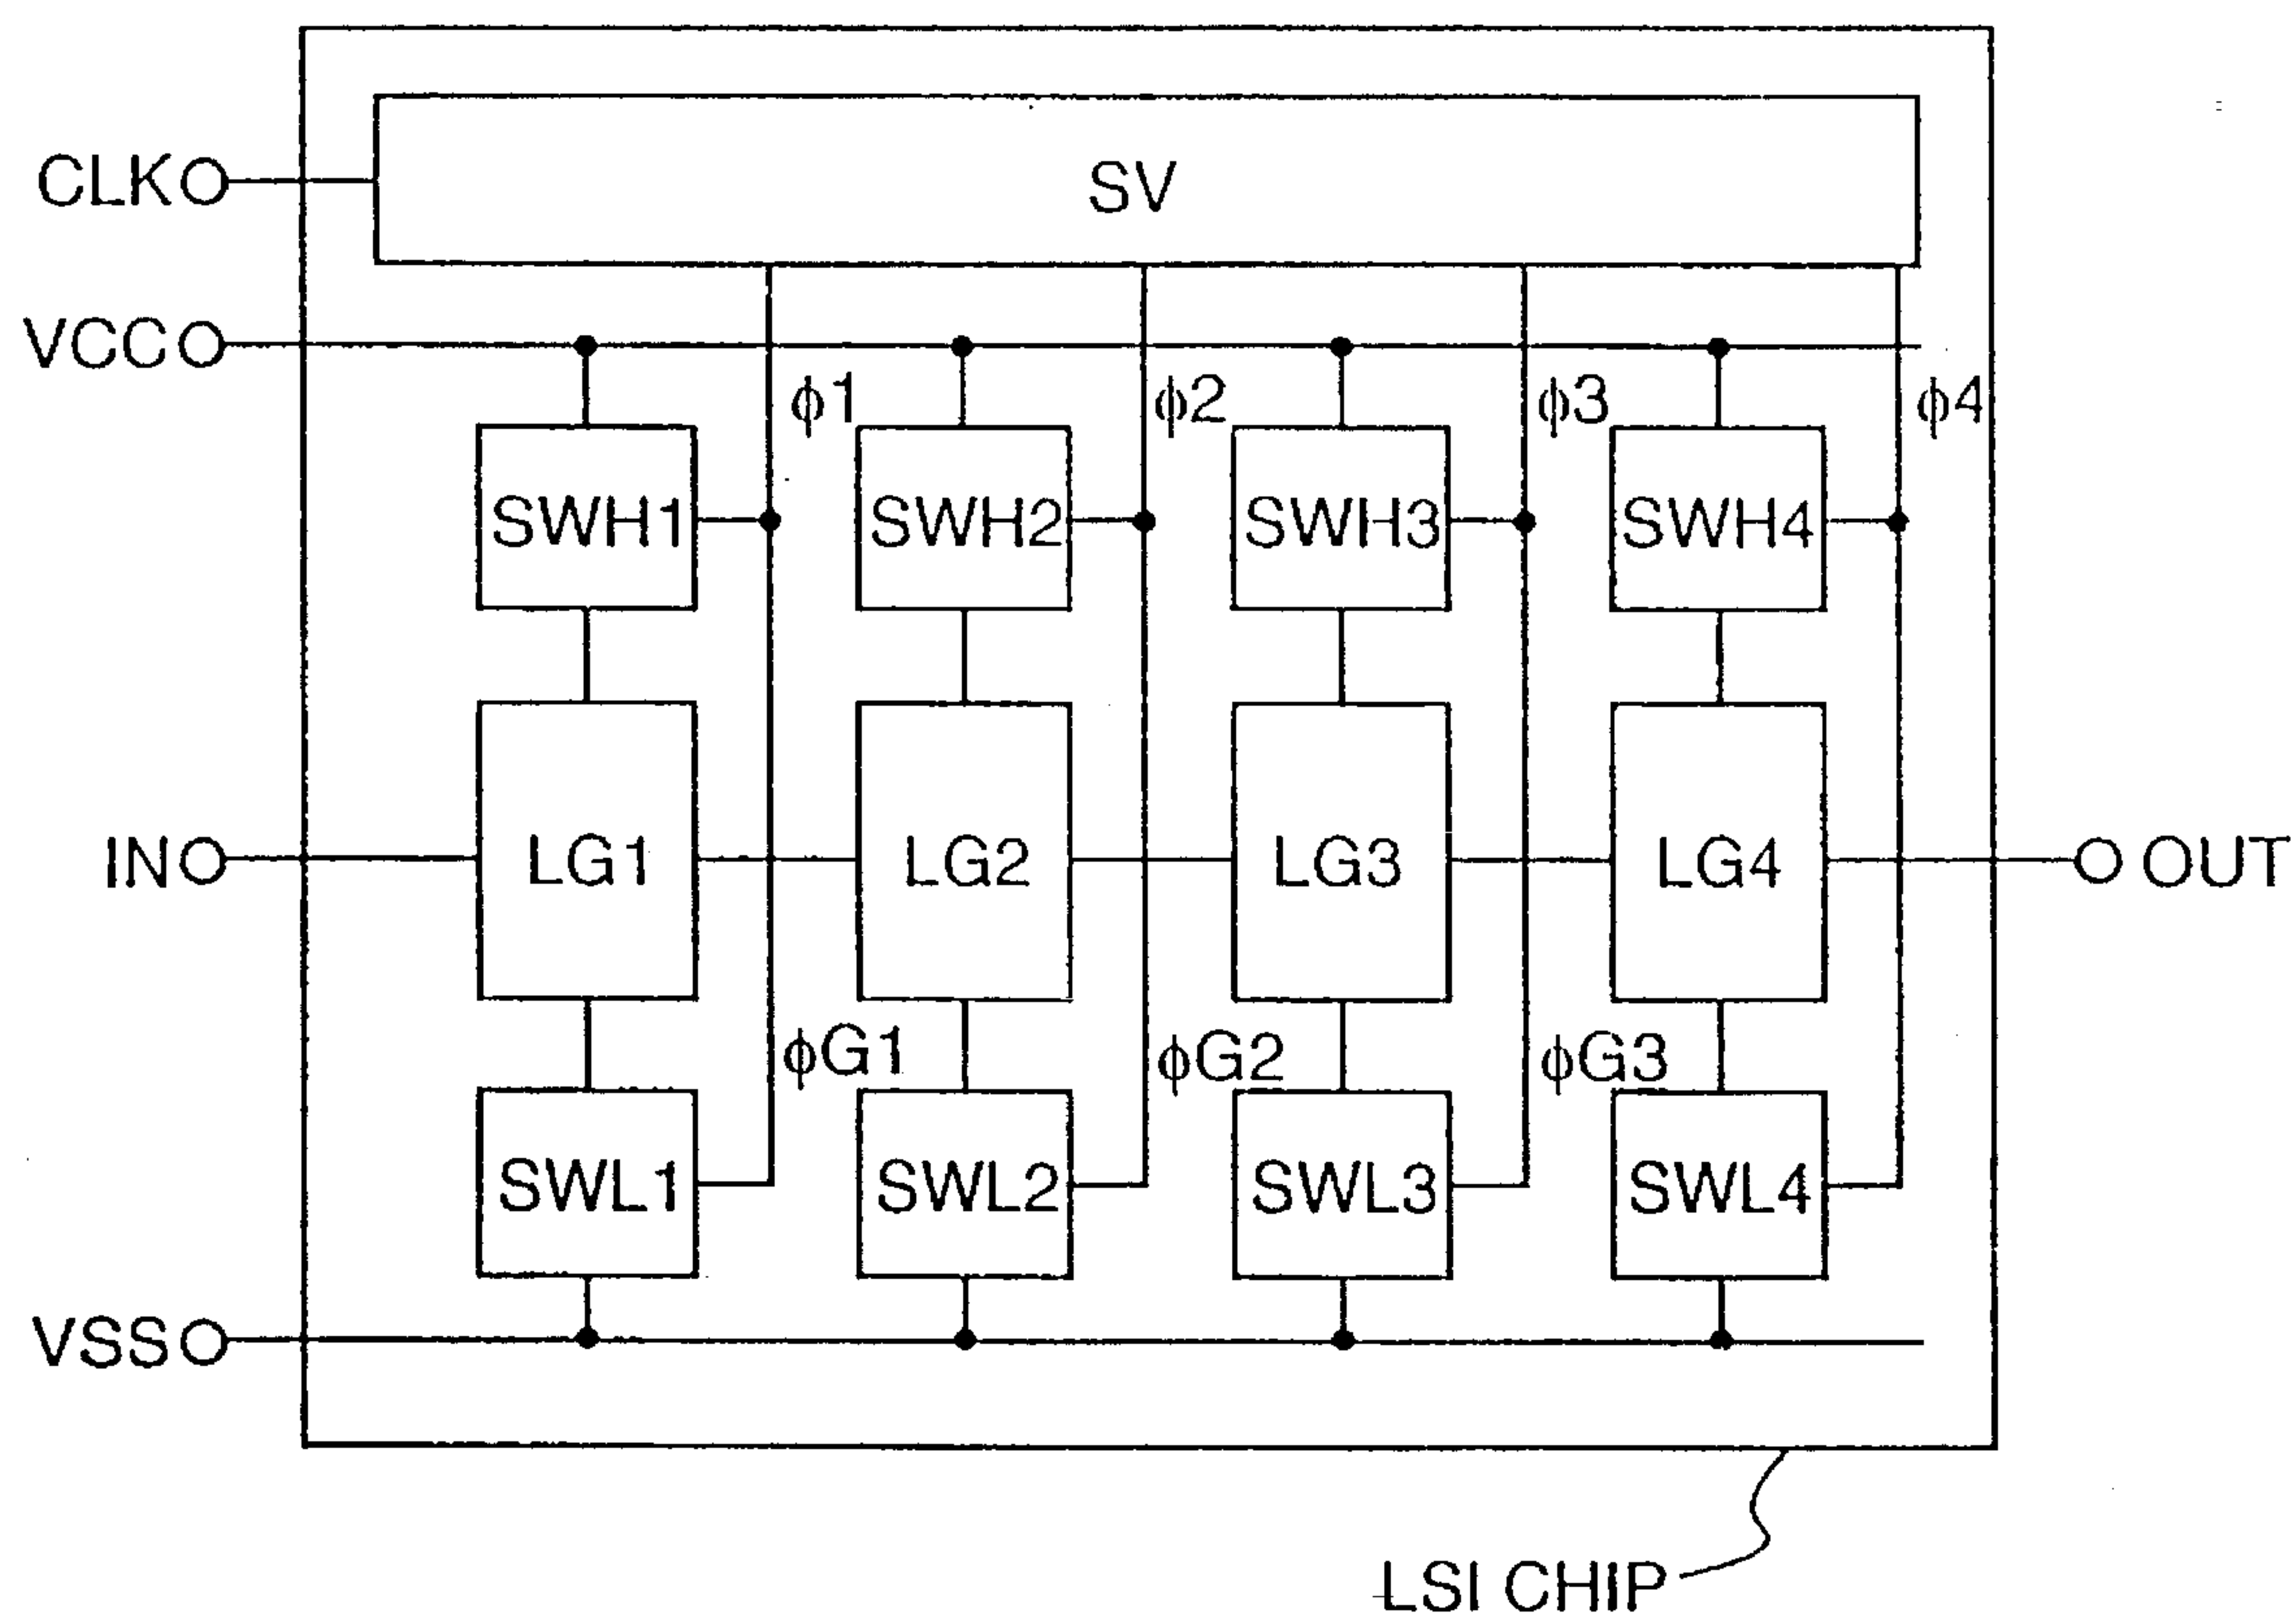 CLK
SV
VCC
ϕ1
ϕ2
ϕ3
ϕ4
SWH1
SWH2
SWH3
SWH4
IN
LG1
LG2
LG3
LG4
OUT
ϕG1
ϕG2
ϕG3
SWL1
SWL2
SWL3
SWL4
VSS
LSI CHIP